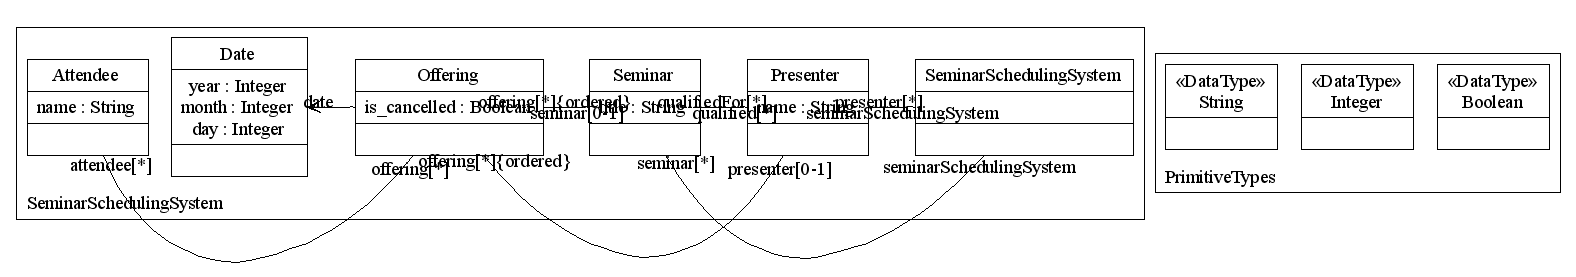 Attendee
name : String
attendee[*]
Date
year : Integer
month : Integer
day : Integer
date
Offering
is_cancelled : Boolean
offering[*]
offering[*]{ordered}
offering[*]{ordered}
seminar[0-1]
Seminar
title : String
seminar[*]
qualifiedFor[*]
qualified[*]
Presenter
name : String
presenter[0-1]
presenter[*]
seminarSchedulingSystem
SeminarSchedulingSystem
seminarSchedulingSystem
SeminarSchedulingSystem
«DataType»
String
«DataType»
Integer
«DataType»
Boolean
PrimitiveTypes